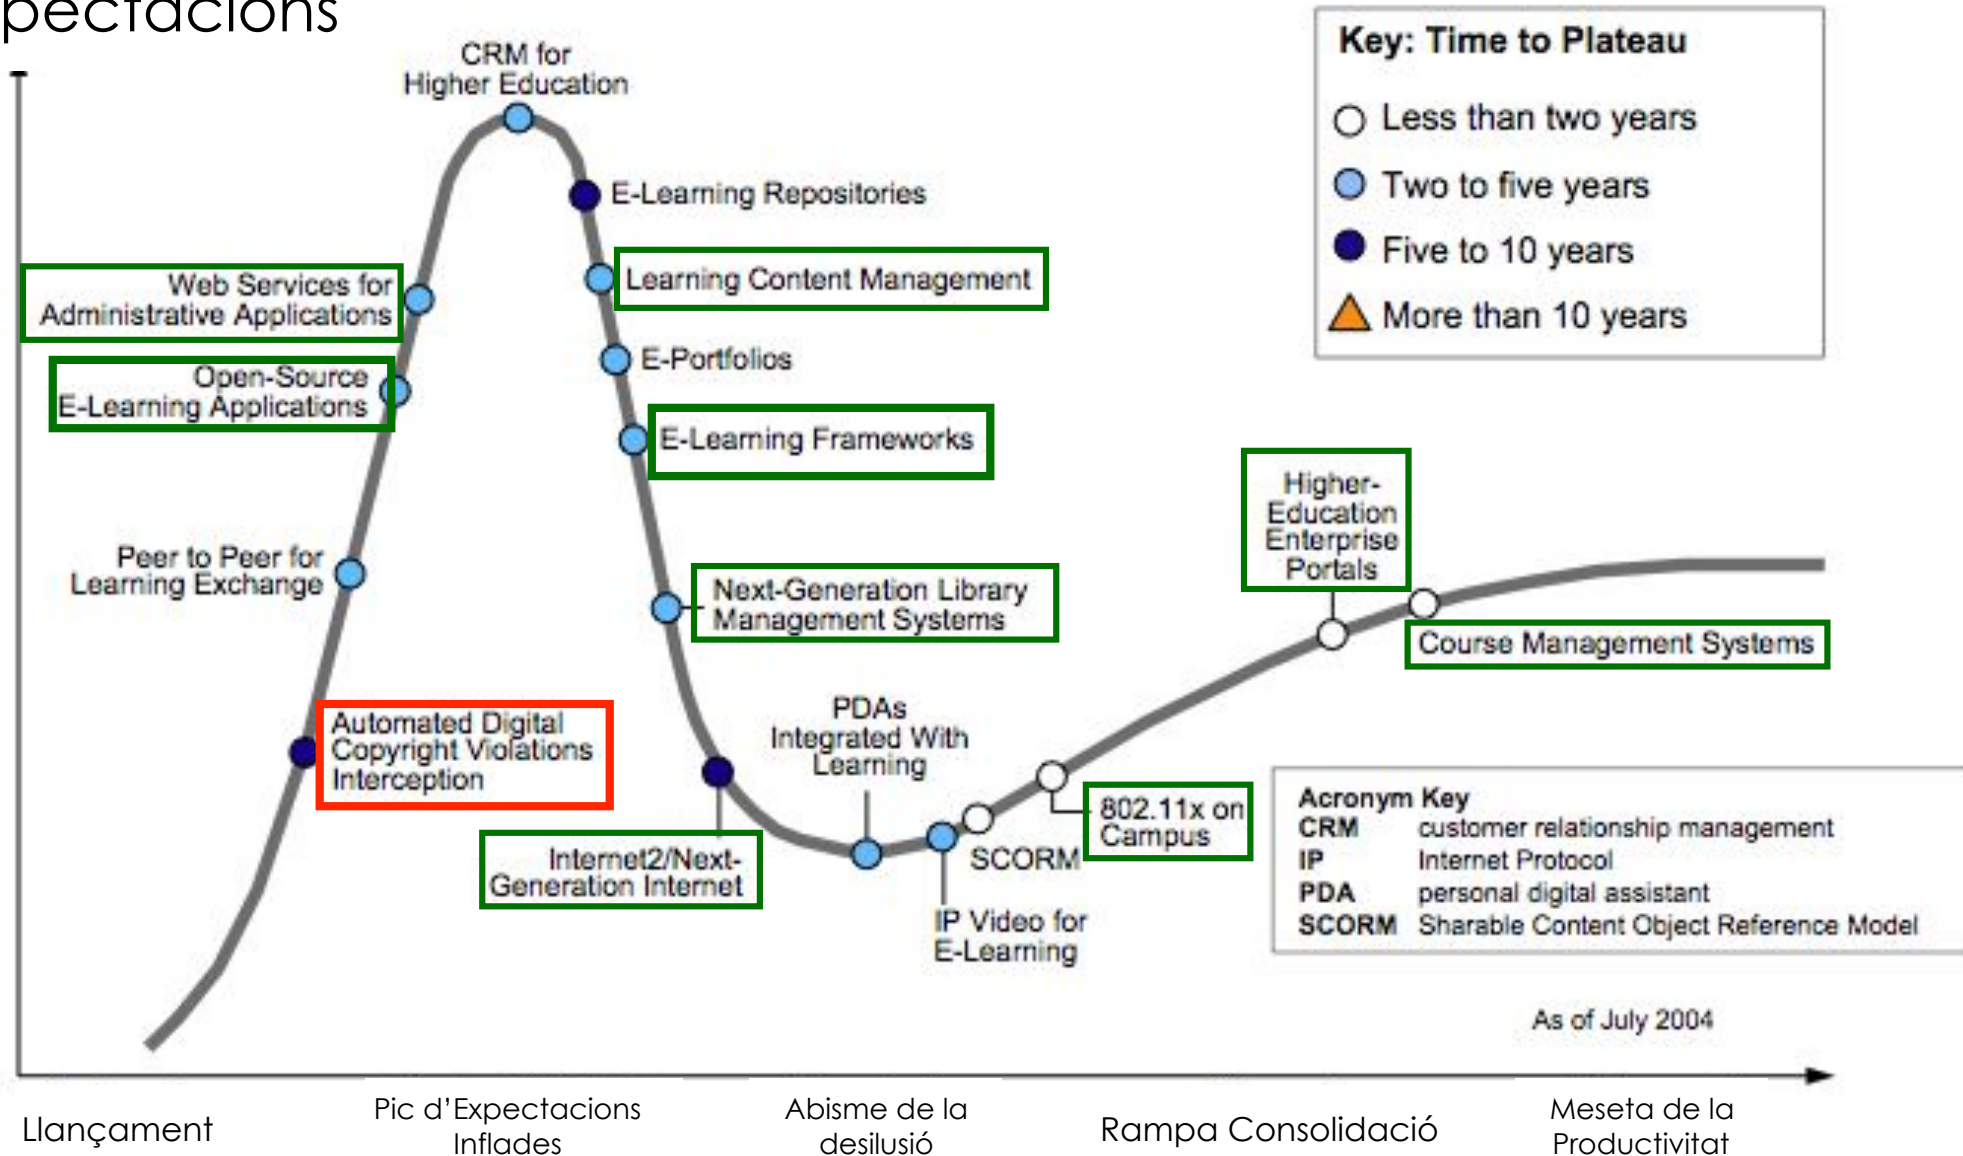 pectacions
CRM for
Higher Education
E-Learning Repositories
Web Services for
Administrative Applications
Learning Content Management
Open-Source
E-Learning Applications
E-Portfolios
E-Learning Frameworks
Peer to Peer for
Learning Exchange
Next-Generation Library
Management Systems
Automated Digital
Copyright Violations
Interception
Internet2/Next-
Generation Internet
PDAs
Integrated With
Learning
IP Video for
E-Learning
SCORM
802.11x on
Campus
Higher-
Education
Enterprise
Portals
Course Management Systems
Key: Time to Plateau
Less than two years
Two to five years
Five to 10 years
More than 10 years
Acronym Key
CRM customer relationship management
IP Internet Protocol
PDA personal digital assistant
SCORM Sharable Content Object Reference Model
As of July 2004
Llançament
Pic d’Expectacions
Inflades
Abisme de la
desilusió
Rampa Consolidació
Meseta de la
Productivitat